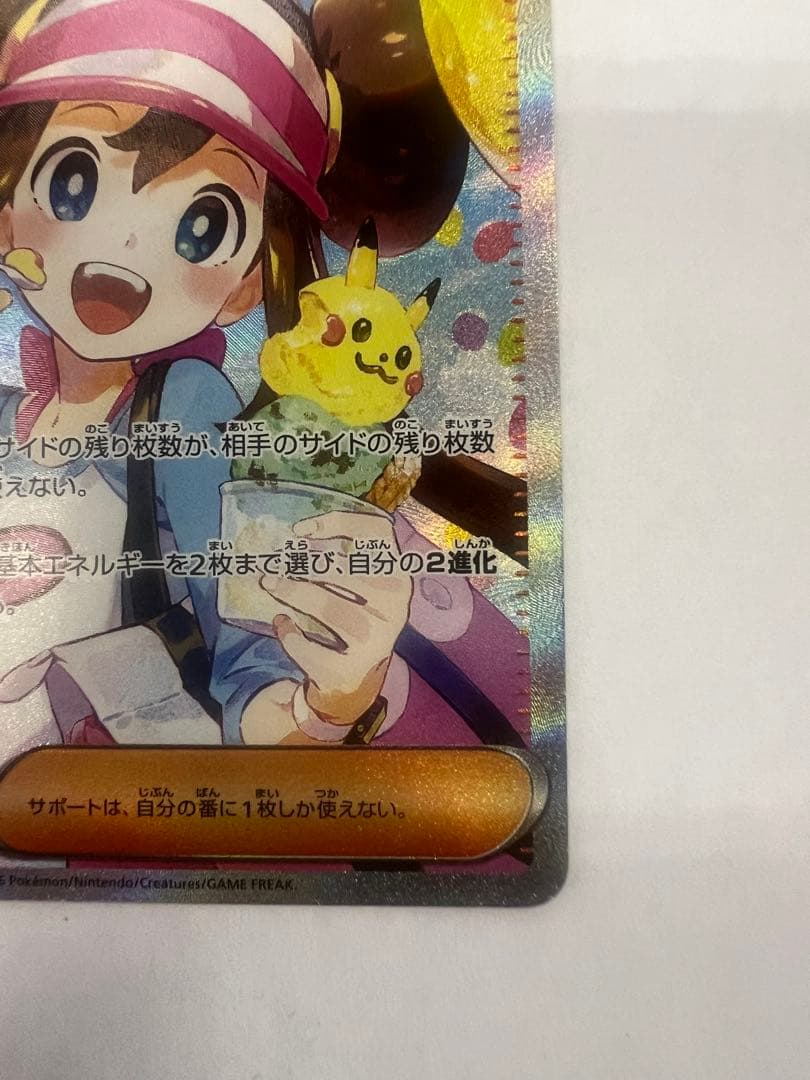 サイドの残り枚数が、相手のサイドの残り枚数
えない。
基本エネルギーを2枚まで選び、自分の2進化
。
サポートは、自分の番に1枚しか使えない。
Pokémon/Nintendo/Creatures/GAME FREAK.